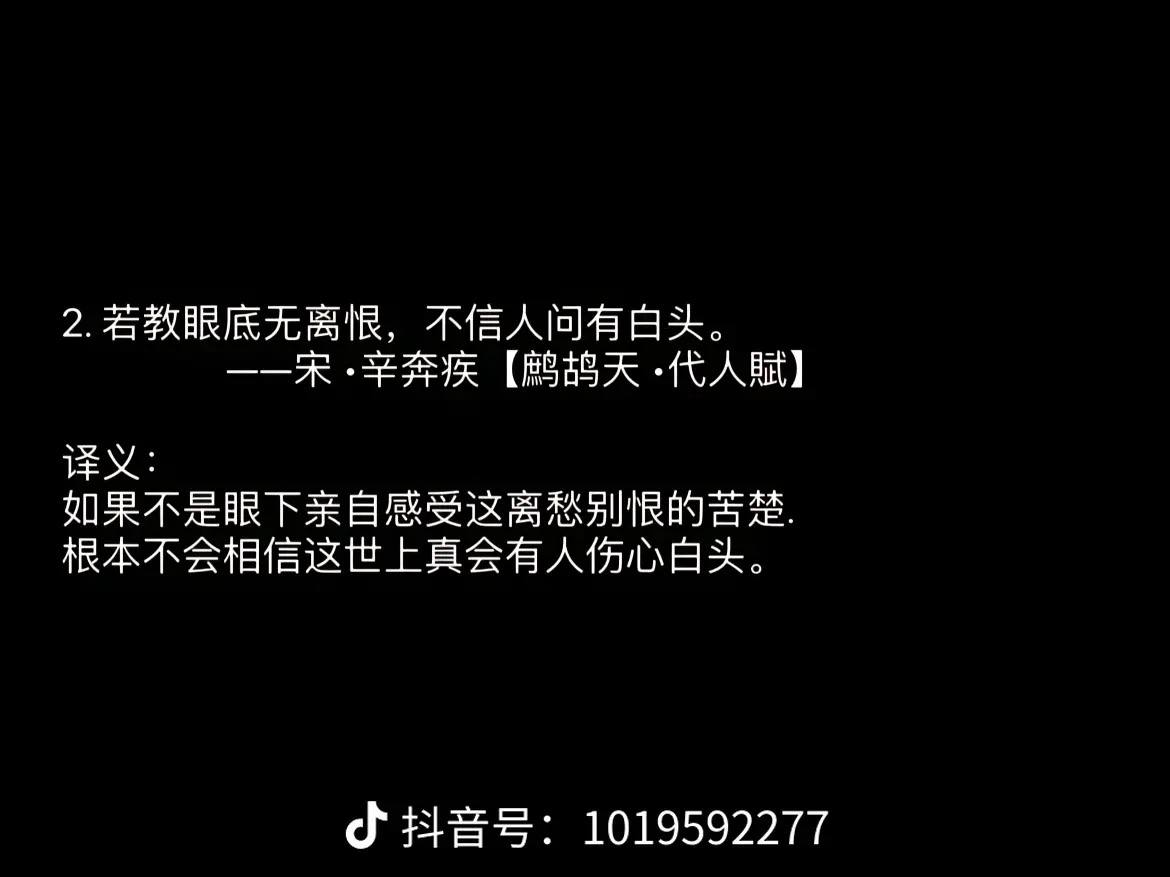 2. 若教眼底无离恨，不信人问有白头。
——宋 •辛奔疾【鹧鸪天 •代人賦】
译义：
如果不是眼下亲自感受这离愁别恨的苦楚.
根本不会相信这世上真会有人伤心白头。
抖音号：1019592277